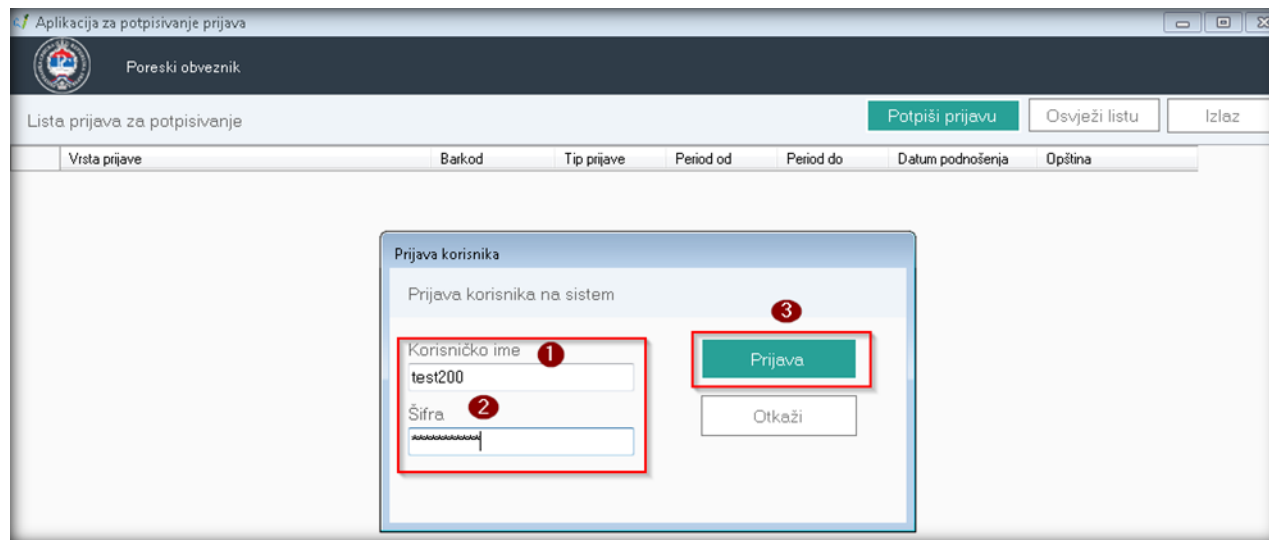 Aplikacija za potpisivanje prijava
Poreski obveznik
Lista prijava za potpisivanje
Potpiši prijavu Osvježi listu Izlaz
Vrsta prijave Barkod Tip prijave Period od Period do Datum podnošenja Opština
Prijava korisnika
Prijava korisnika na sistem
3
Korisničko ime 1
Prijava
test200
Šifra 2
Otkaži
***********